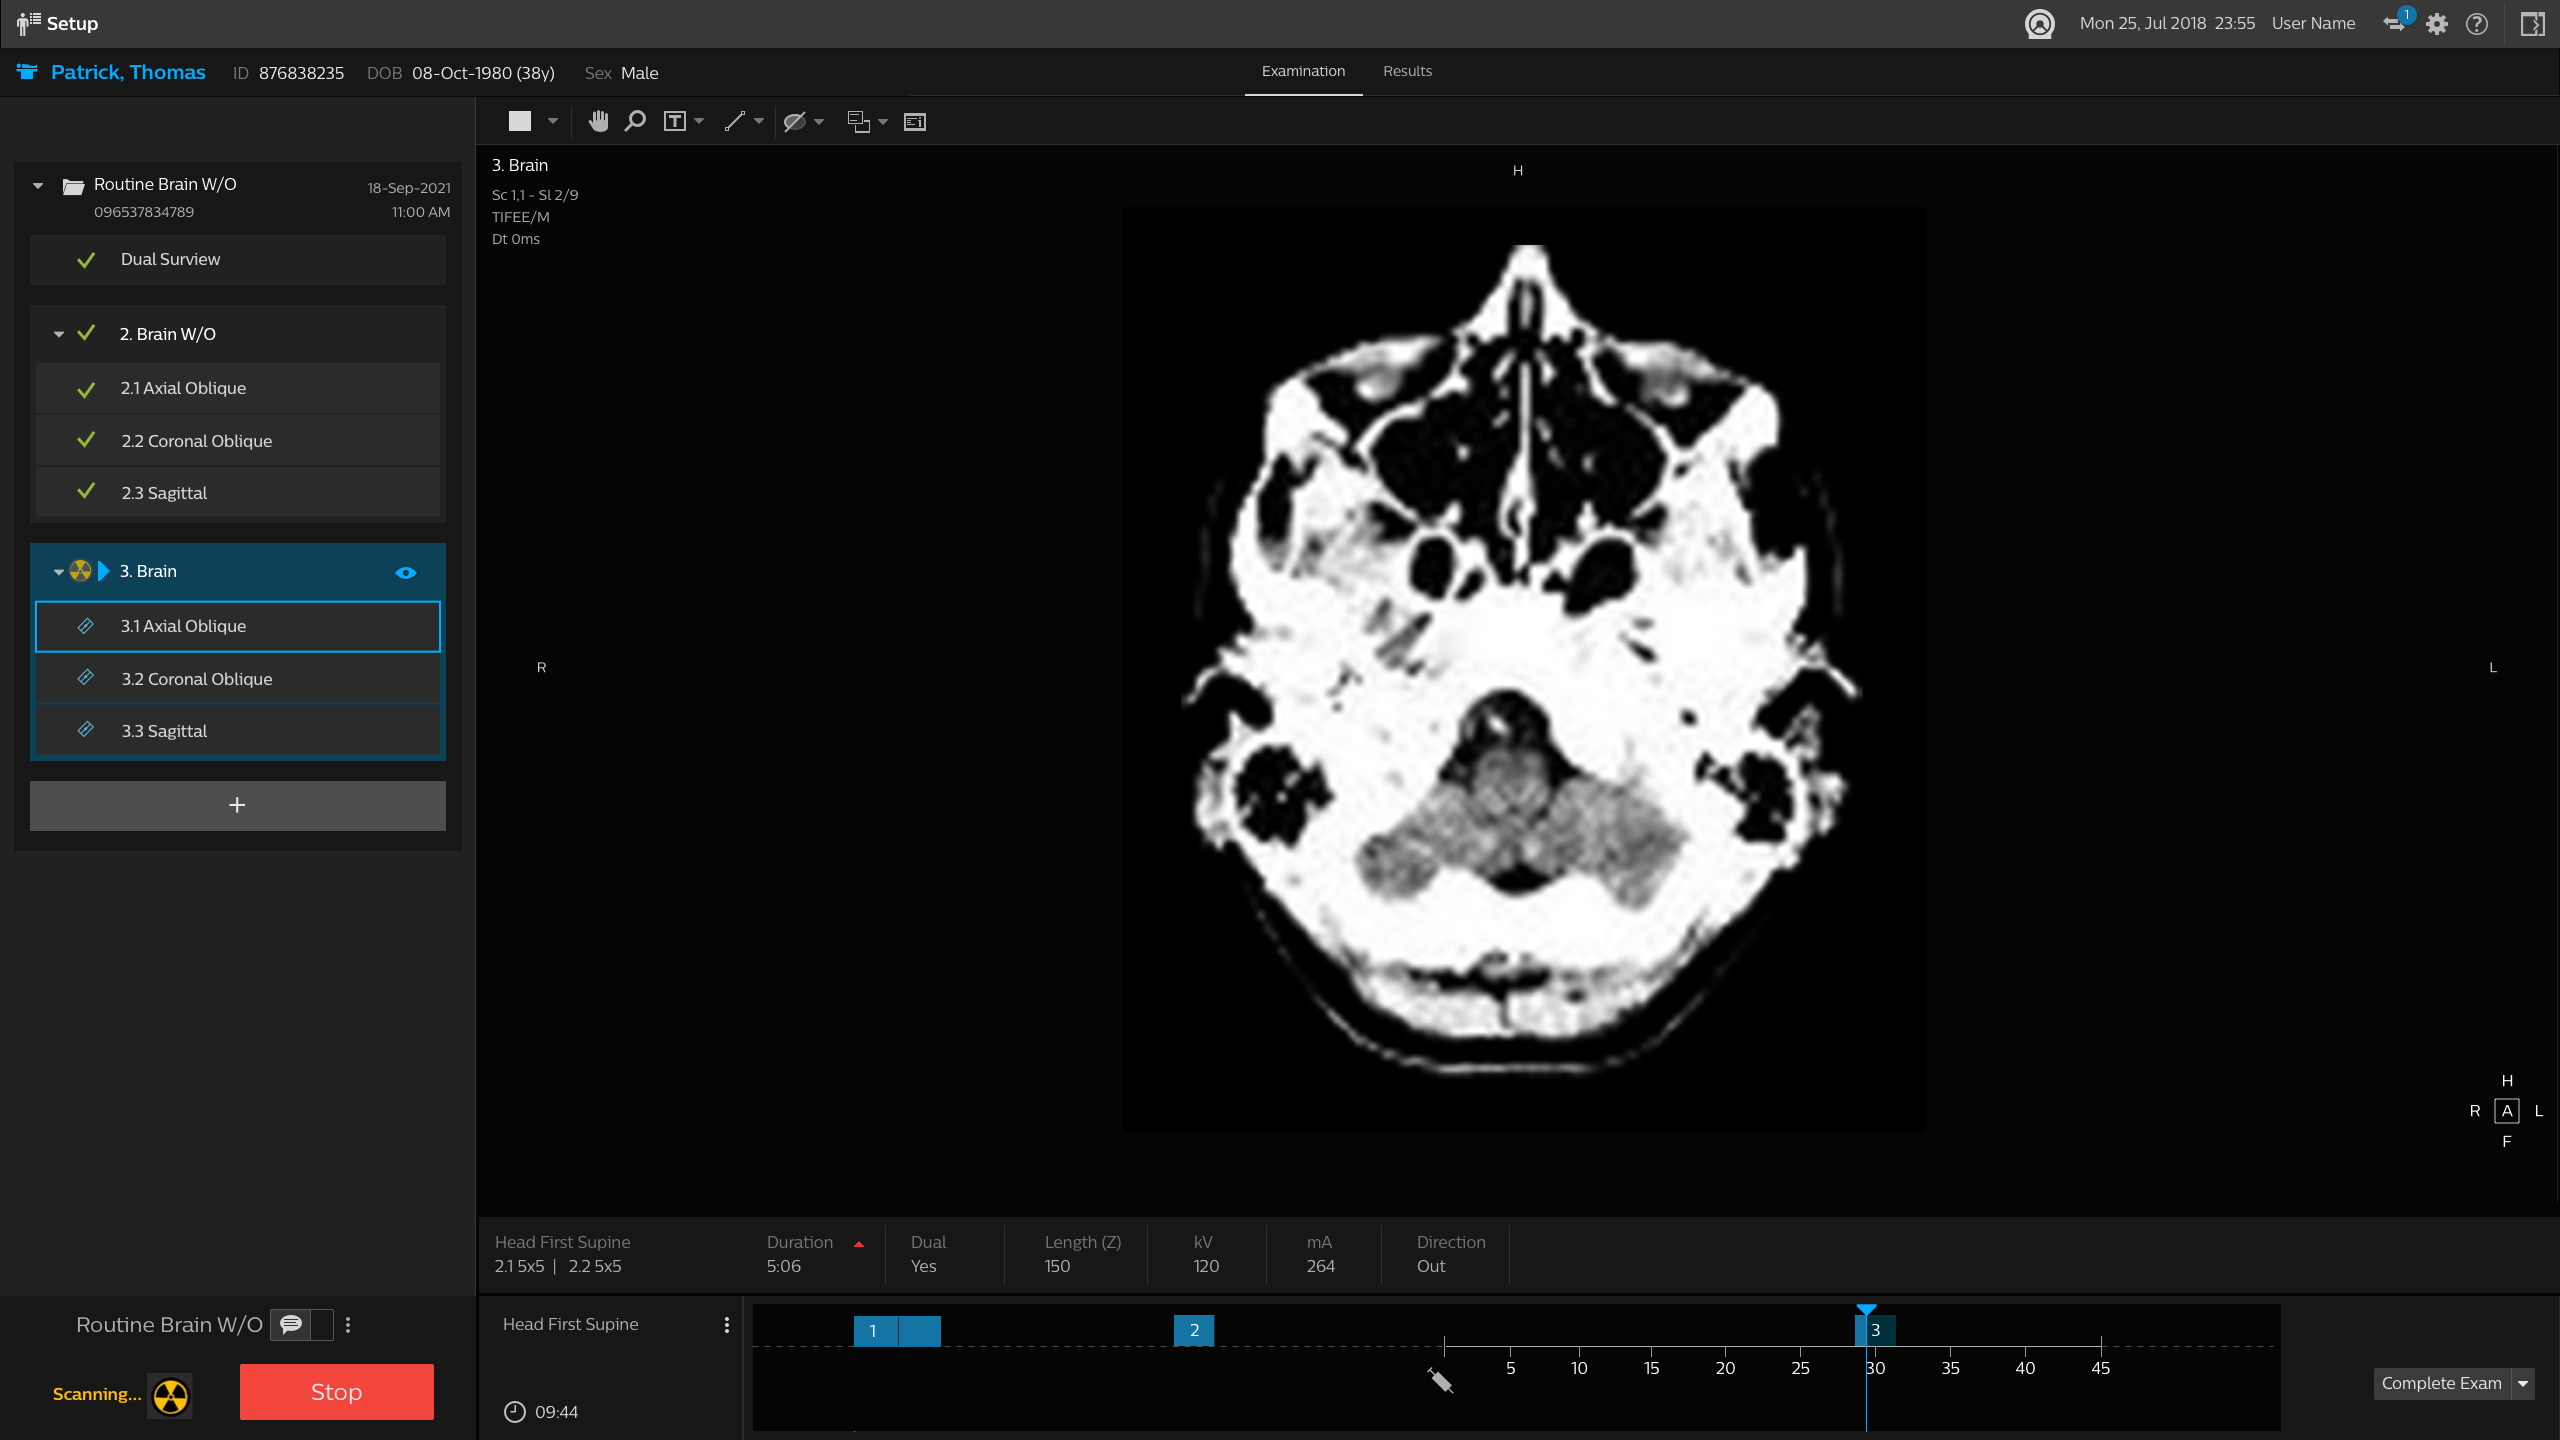 Setup
Mon 25, Jul 2018 23:55 User Name 1
Patrick, Thomas ID 876838235 DOB 08-Oct-1980 (38y) Sex Male
Examination Results
T
Routine Brain W/O 18-Sep-2021
096537834789 11:00 AM
Dual Surview
2. Brain W/O
2.1 Axial Oblique
2.2 Coronal Oblique
2.3 Sagittal
3. Brain
3.1 Axial Oblique
3.2 Coronal Oblique
3.3 Sagittal
+
3. Brain
Sc 1,1 - Sl 2/9
TIFEE/M
Dt 0ms
H
R
L
H
R A L
F
Head First Supine Duration Dual Length (Z) kV mA Direction
2.1 5x5 | 2.2 5x5 5:06 Yes 150 120 264 Out
Routine Brain W/O
Scanning... Stop
Head First Supine
09:44
1 2 3
5 10 15 20 25 30 35 40 45
Complete Exam